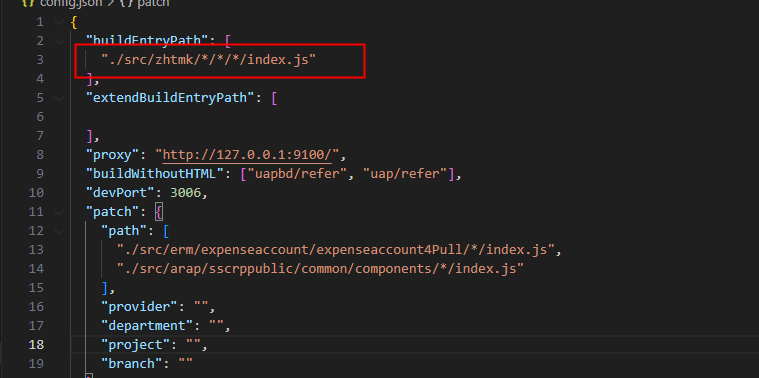 config.json > {} patch
1 {
2 "buildEntryPath": [
3 "./src/zhtmk/*/*/*/index.js"
4 ],
5 "extendBuildEntryPath": [
6
7 ],
8 "proxy": "http://127.0.0.1:9100/",
9 "buildWithoutHTML": ["uapbd/refer", "uap/refer"],
10 "devPort": 3006,
11 "patch": {
12 "path": [
13 "./src/erm/expenseaccount/expenseaccount4Pull/*/index.js",
14 "./src/arap/sscrppublic/common/components/*/index.js"
15 ],
16 "provider": "",
17 "department": "",
18 "project": "",
19 "branch": ""